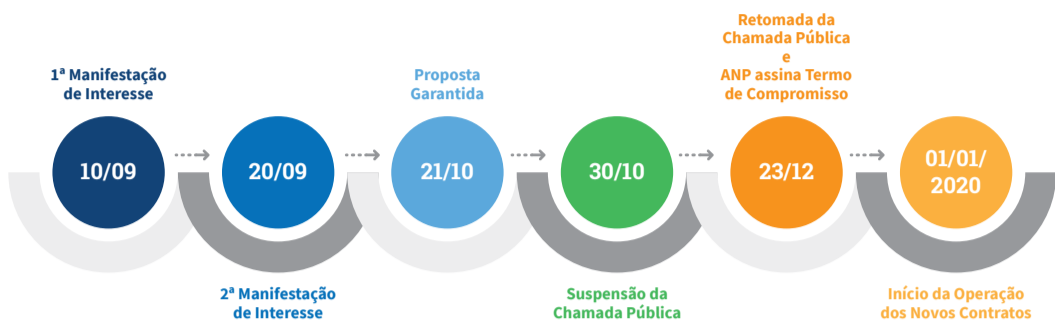 1ª Manifestação
de Interesse
10/09
20/09
2ª Manifestação
de Interesse
Proposta
Garantida
21/10
30/10
Suspensão da
Chamada Pública
Retomada da
Chamada Pública
e
ANP assina Termo
de Compromisso
23/12
01/01/
2020
Início da Operação
dos Novos Contratos